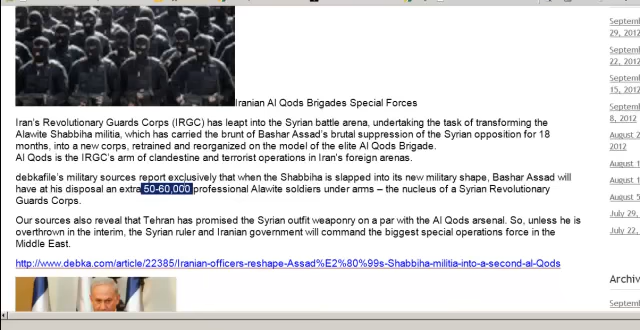 Iranian Al Qods Brigades Special Forces
Iran's Revolutionary Guards Corps (IRGC) has leapt into the Syrian battle arena, undertaking the task of transforming the
Alawite Shabbiha militia, which has carried the brunt of Bashar Assad's brutal suppression of the Syrian opposition for 18
months, into a new corps, retrained and reorganized on the model of the elite Al Qods Brigade.
Al Qods is the IRGC's arm of clandestine and terrorist operations in Iran's foreign arenas.
debkafile's military sources report exclusively that when the Shabbiha is slapped into its new military shape, Bashar Assad will
have at his disposal an extra 50-60,000 professional Alawite soldiers under arms – the nucleus of a Syrian Revolutionary
Guards Corps.
Our sources also reveal that Tehran has promised the Syrian outfit weaponry on a par with the Al Qods arsenal. So, unless he is
overthrown in the interim, the Syrian ruler and Iranian government will command the biggest special operations force in the
Middle East.
http://www.debka.com/article/22385/Iranian-officers-reshape-Assad%E2%80%99s-Shabbiha-militia-into-a-second-al-Qods
29, 2012
22, 2012
15, 2012
8, 2012
August 2
2012
August 1
August 1
August 5
July 29,
July 22,